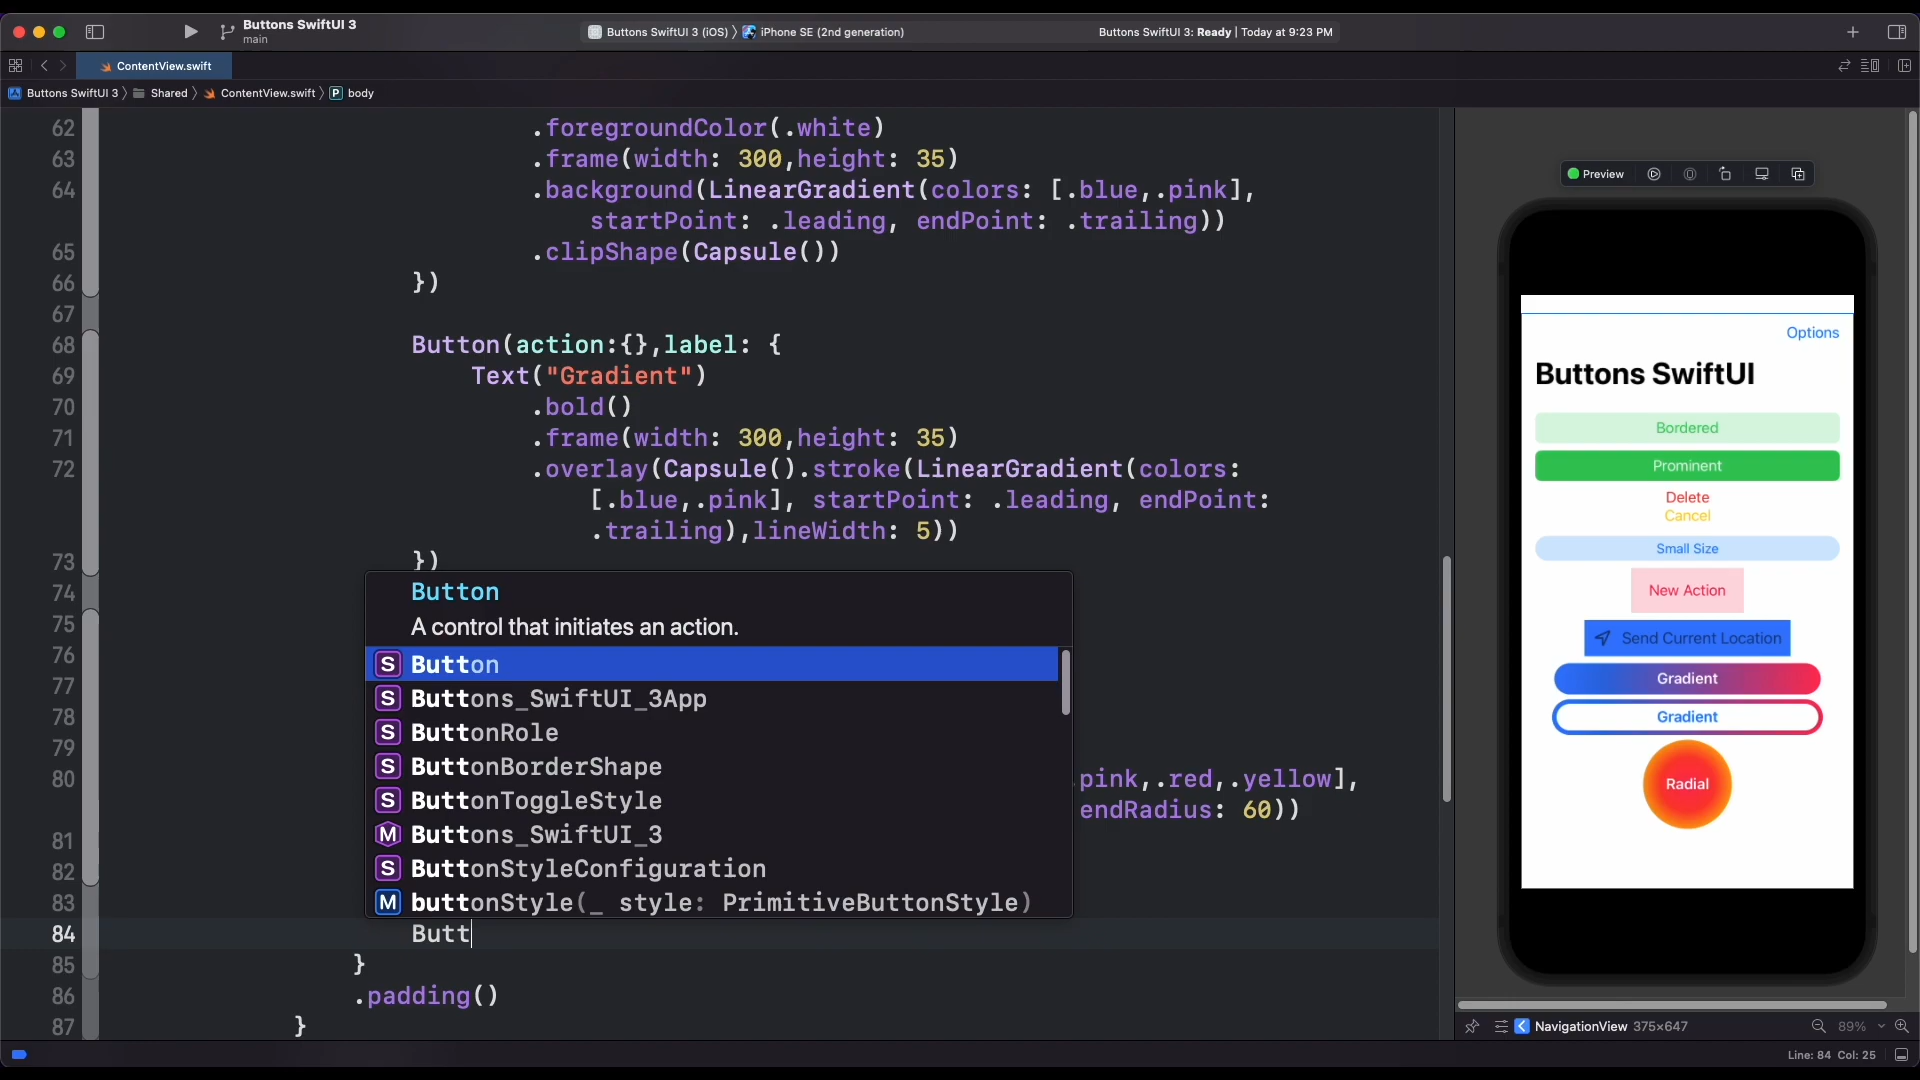 Buttons SwiftUI 3
main
Buttons SwiftUI 3 (iOS) 〉 iPhone SE (2nd generation)
Buttons SwiftUI 3: Ready | Today at 9:23 PM
ContentView.swift
Buttons SwiftUI 3 〉 Shared 〉 ContentView.swift 〉 P body
62 .foregroundColor(.white)
63 .frame(width: 300,height: 35)
64 .background(LinearGradient(colors: [.blue,.pink],
startPoint: .leading, endPoint: .trailing))
65 .clipShape(Capsule())
66 })
67
68 Button(action:{},label: {
69 Text("Gradient")
70 .bold()
71 .frame(width: 300,height: 35)
72 .overlay(Capsule().stroke(LinearGradient(colors:
[.blue,.pink], startPoint: .leading, endPoint:
.trailing),lineWidth: 5))
73 })
74
75
76
77
78
79
80 pink,.red,.yellow],
endRadius: 60))
81
82
83
84 Butt
85 }
86 .padding()
87 }
Button
A control that initiates an action.
S Button
S Buttons_SwiftUI_3App
S ButtonRole
S ButtonBorderShape
S ButtonToggleStyle
M Buttons_SwiftUI_3
S ButtonStyleConfiguration
M buttonStyle(_ style: PrimitiveButtonStyle)
Preview
Options
Buttons SwiftUI
Bordered
Prominent
Delete
Cancel
Small Size
New Action
Send Current Location
Gradient
Gradient
Radial
NavigationView 375×647
89%
Line: 84 Col: 25